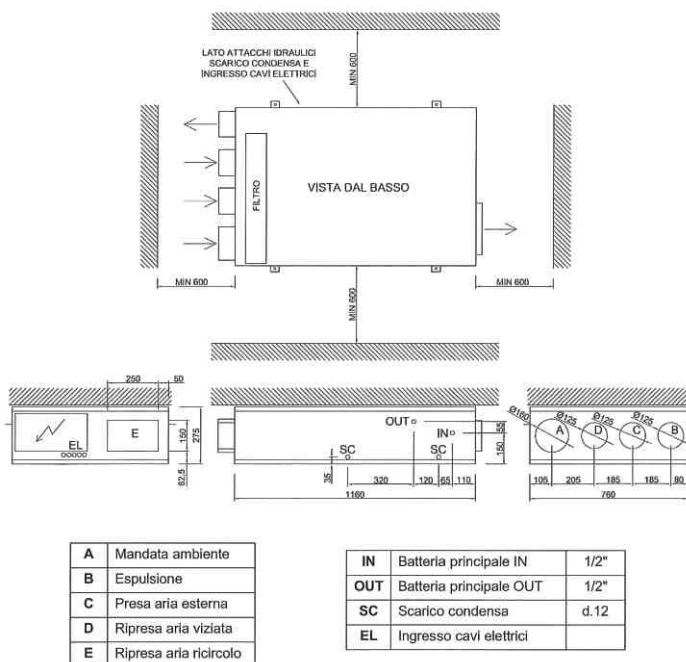 LATO ATTACCHI IDRAULICI
SCARICO CONDENSA E
INGRESSO CAVI ELETTRICI
MIN 600
FILTRO
VISTA DAL BASSO
MIN 600
MIN 600
MIN 600
250
50
E
EL
150
275
62,5
OUT
IN
SC
SC
35
320
120
65
110
1160
55
150
Ø160
Ø125
Ø125
Ø125
A
D
C
B
105
205
185
185
80
760
A Mandata ambiente
B Espulsione
C Presa aria esterna
D Ripresa aria viziata
E Ripresa aria ricircolo
IN Batteria principale IN 1/2"
OUT Batteria principale OUT 1/2"
SC Scarico condensa d.12
EL Ingresso cavi elettrici